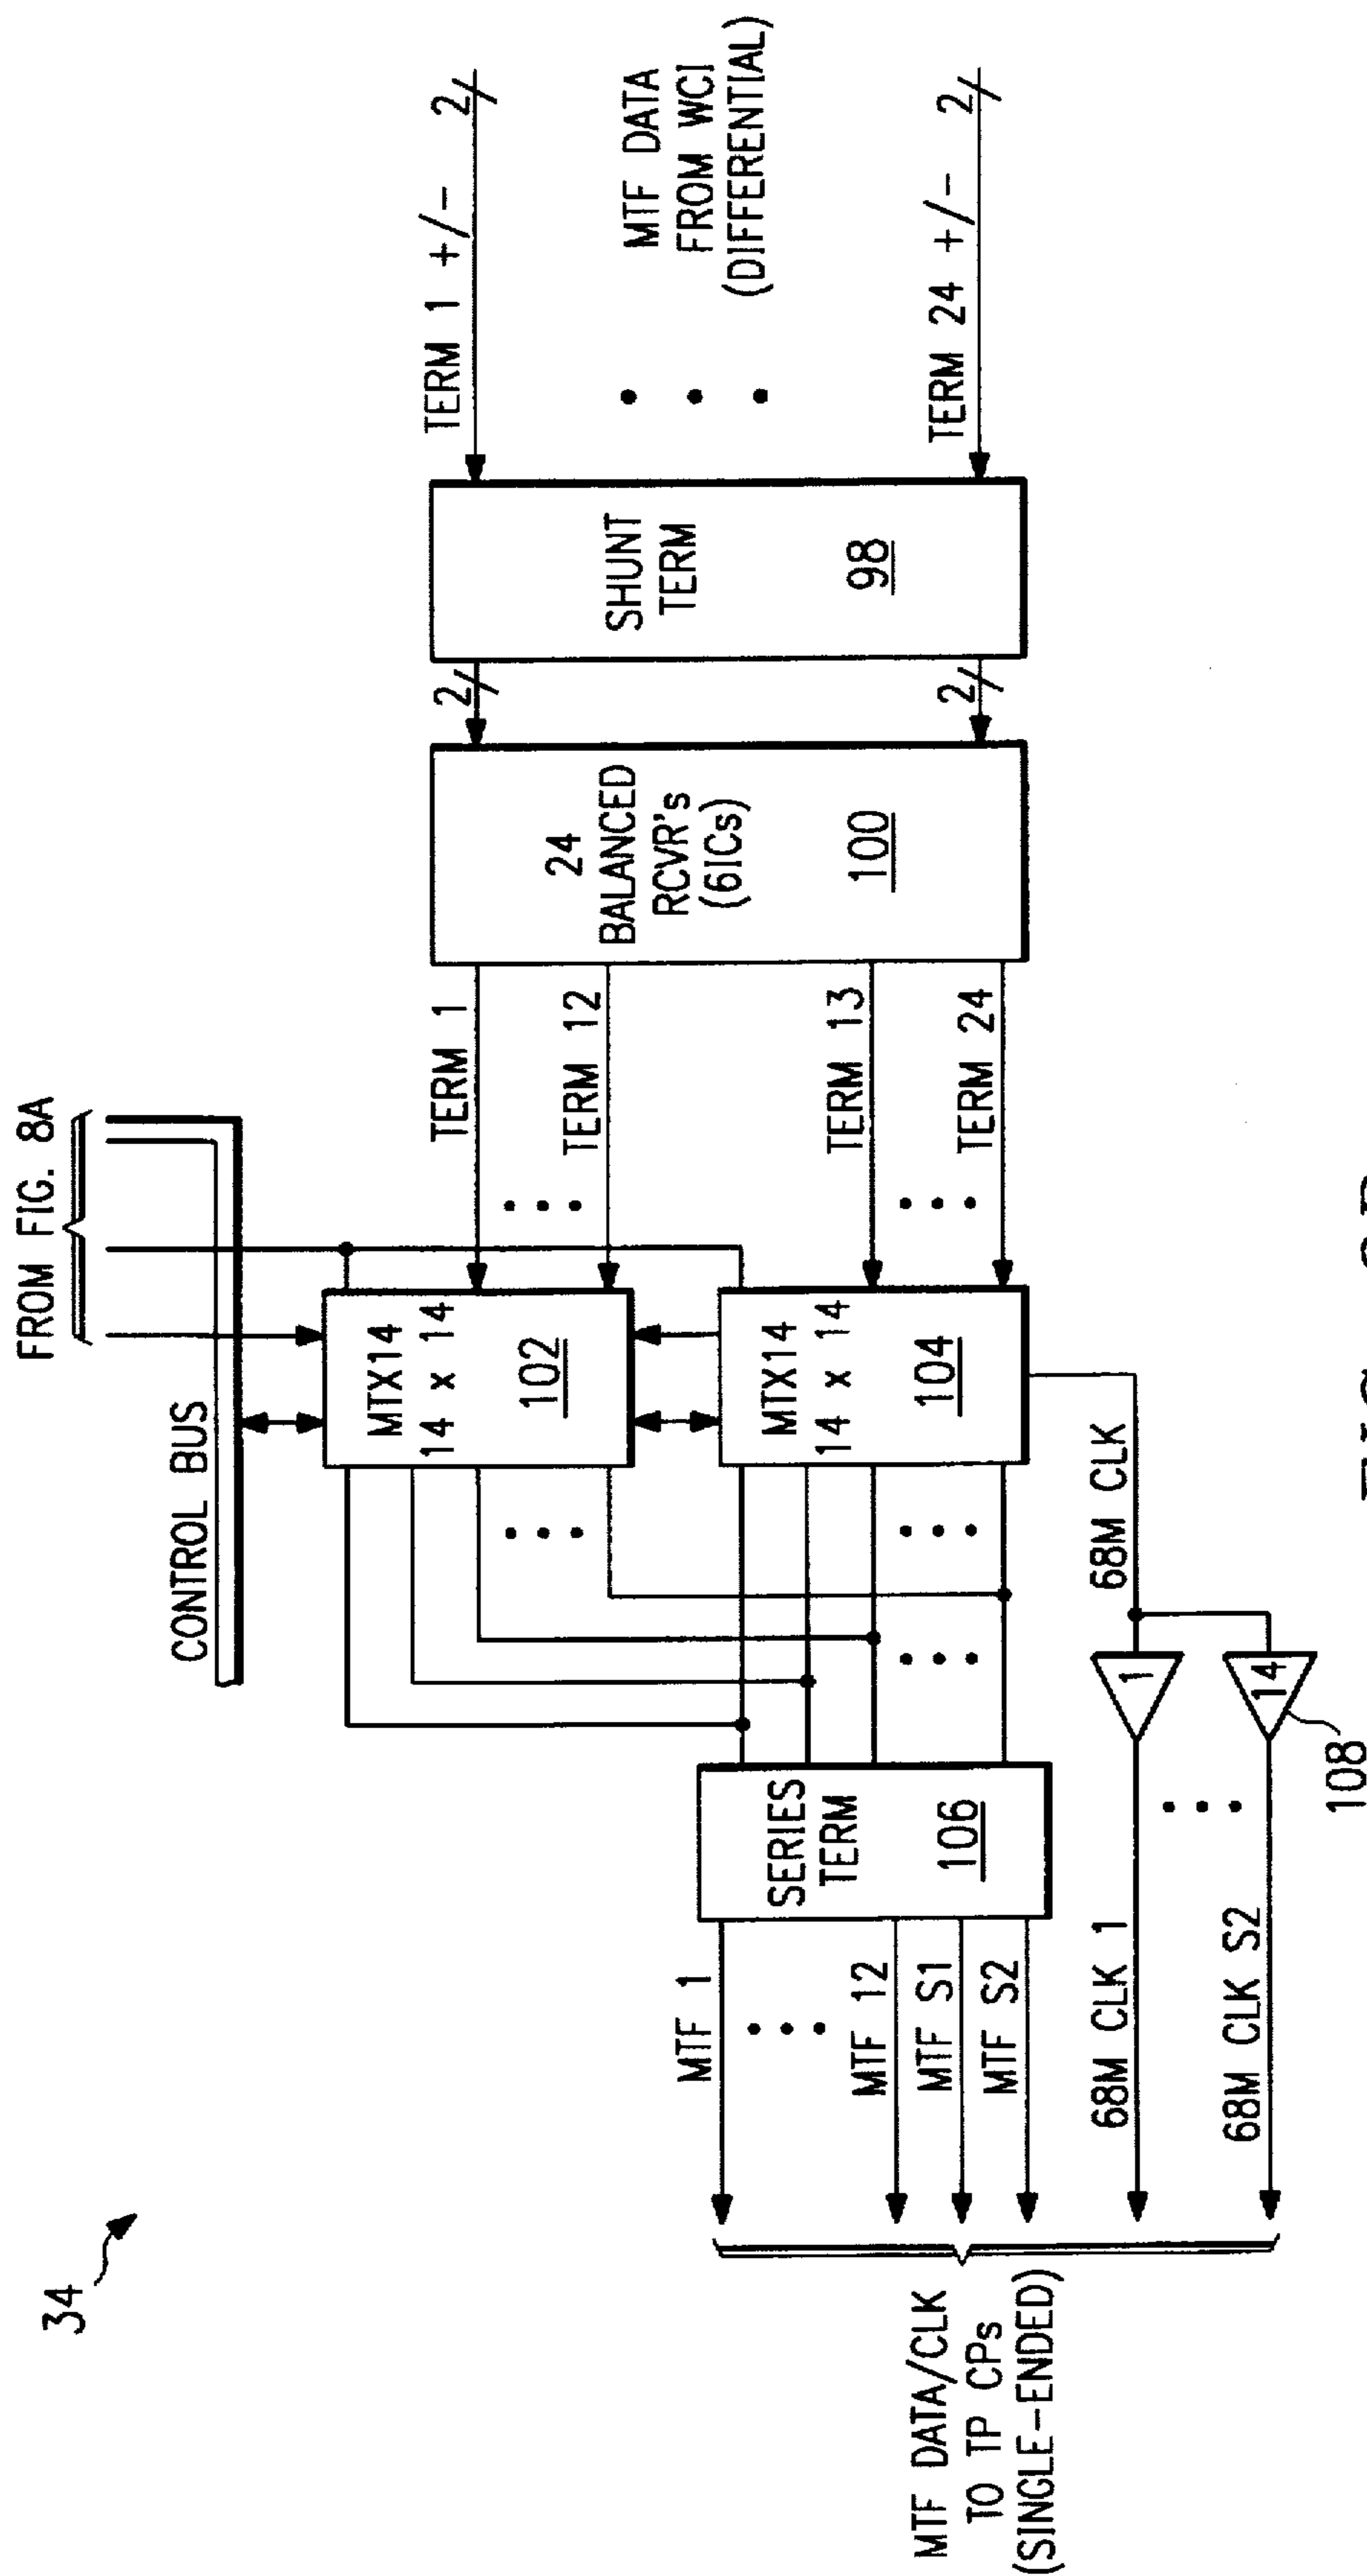 34
FROM FIG. 8A
CONTROL BUS
MTX14
14 x 14
102
MTX14
14 x 14
104
TERM 1
TERM 12
TERM 13
TERM 24
24
BALANCED
RCVR's
(6ICs)
100
2
2
SHUNT
TERM
98
TERM 1 +/- 2
TERM 24 +/- 2
MTF DATA
FROM WCI
(DIFFERENTIAL)
SERIES
TERM
106
MTF 1
MTF 12
MTF S1
MTF S2
68M CLK
1
14
108
68M CLK 1
68M CLK S2
MTF DATA/CLK
TO TP CPs
(SINGLE-ENDED)